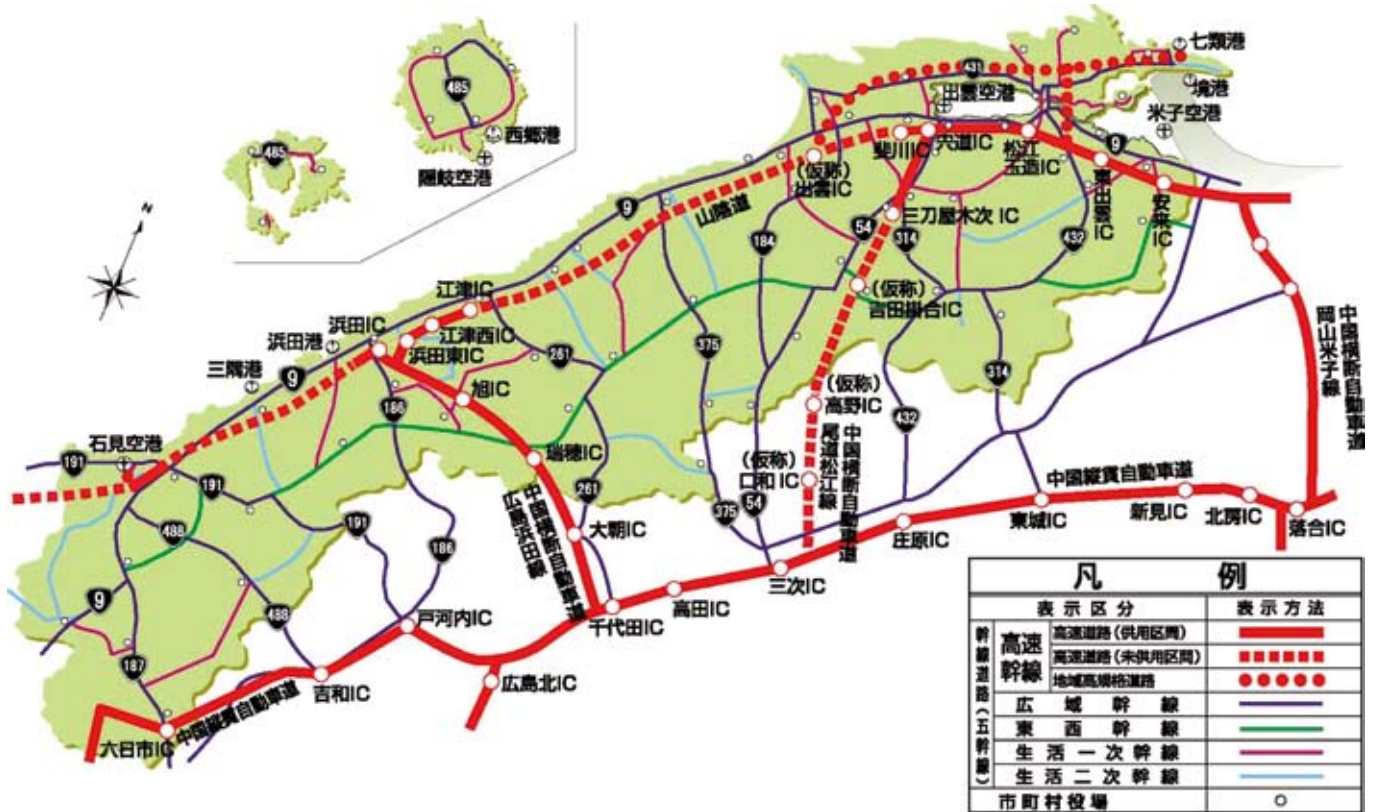 七類港
431
485
境港
出雲空港
西郷港
米子空港
485
9
隠岐空港
斐川IC
宍道IC
松江
玉造IC
(仮称)
出雲IC
東出雲IC
安来IC
N
9
山陰道
三刀屋木次 IC
54
184
314
432
江津IC
(仮称)
吉田掛合IC
浜田IC
江津西IC
浜田港
浜田東IC
中国横断自動車道
岡山米子線
三隅港
9
261
375
旭IC
314
186
(仮称)
高野IC
432
石見空港
中国横断自動車道
尾道松江線
191
瑞穂IC
(仮称)
口和 IC
中国縦貫自動車道
191
261
54
375
新見IC
北房IC
東城IC
落合IC
488
191
大朝IC
庄原IC
186
中国横断自動車道
広島浜田線
三次IC
9
高田IC
千代田IC
488
戸河内IC
187
吉和IC
広島北IC
中国縦貫自動車道
六日市IC
凡 例
表示区分 表示方法
幹線道路(五幹線)
高速幹線
高速道路(供用区間)
高速道路(未供用区間)
地域高規格道路
広域幹線
東西幹線
生活一次幹線
生活二次幹線
市町村役場